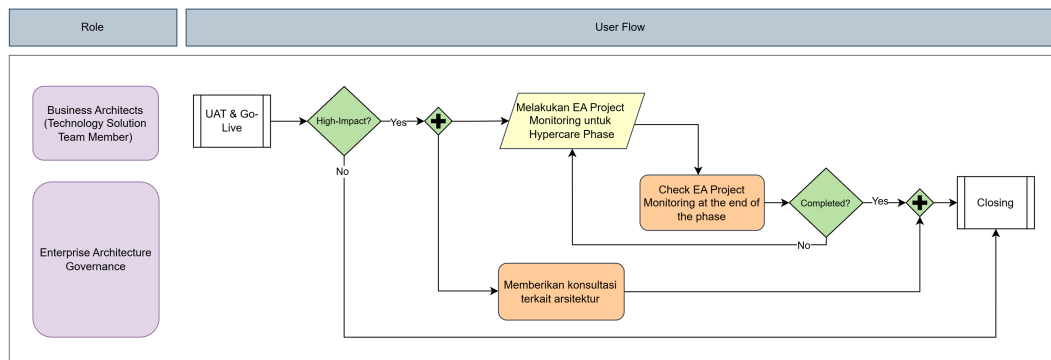 Role
User Flow
Business Architects
(Technology Solution
Team Member)
UAT & Go-
Live
High-Impact?
Yes
Melakukan EA Project
Monitoring untuk
Hypercare Phase
No
Check EA Project
Monitoring at the end of
the phase
Completed?
Yes
Closing
No
Enterprise Architecture
Governance
Memberikan konsultasi
terkait arsitektur